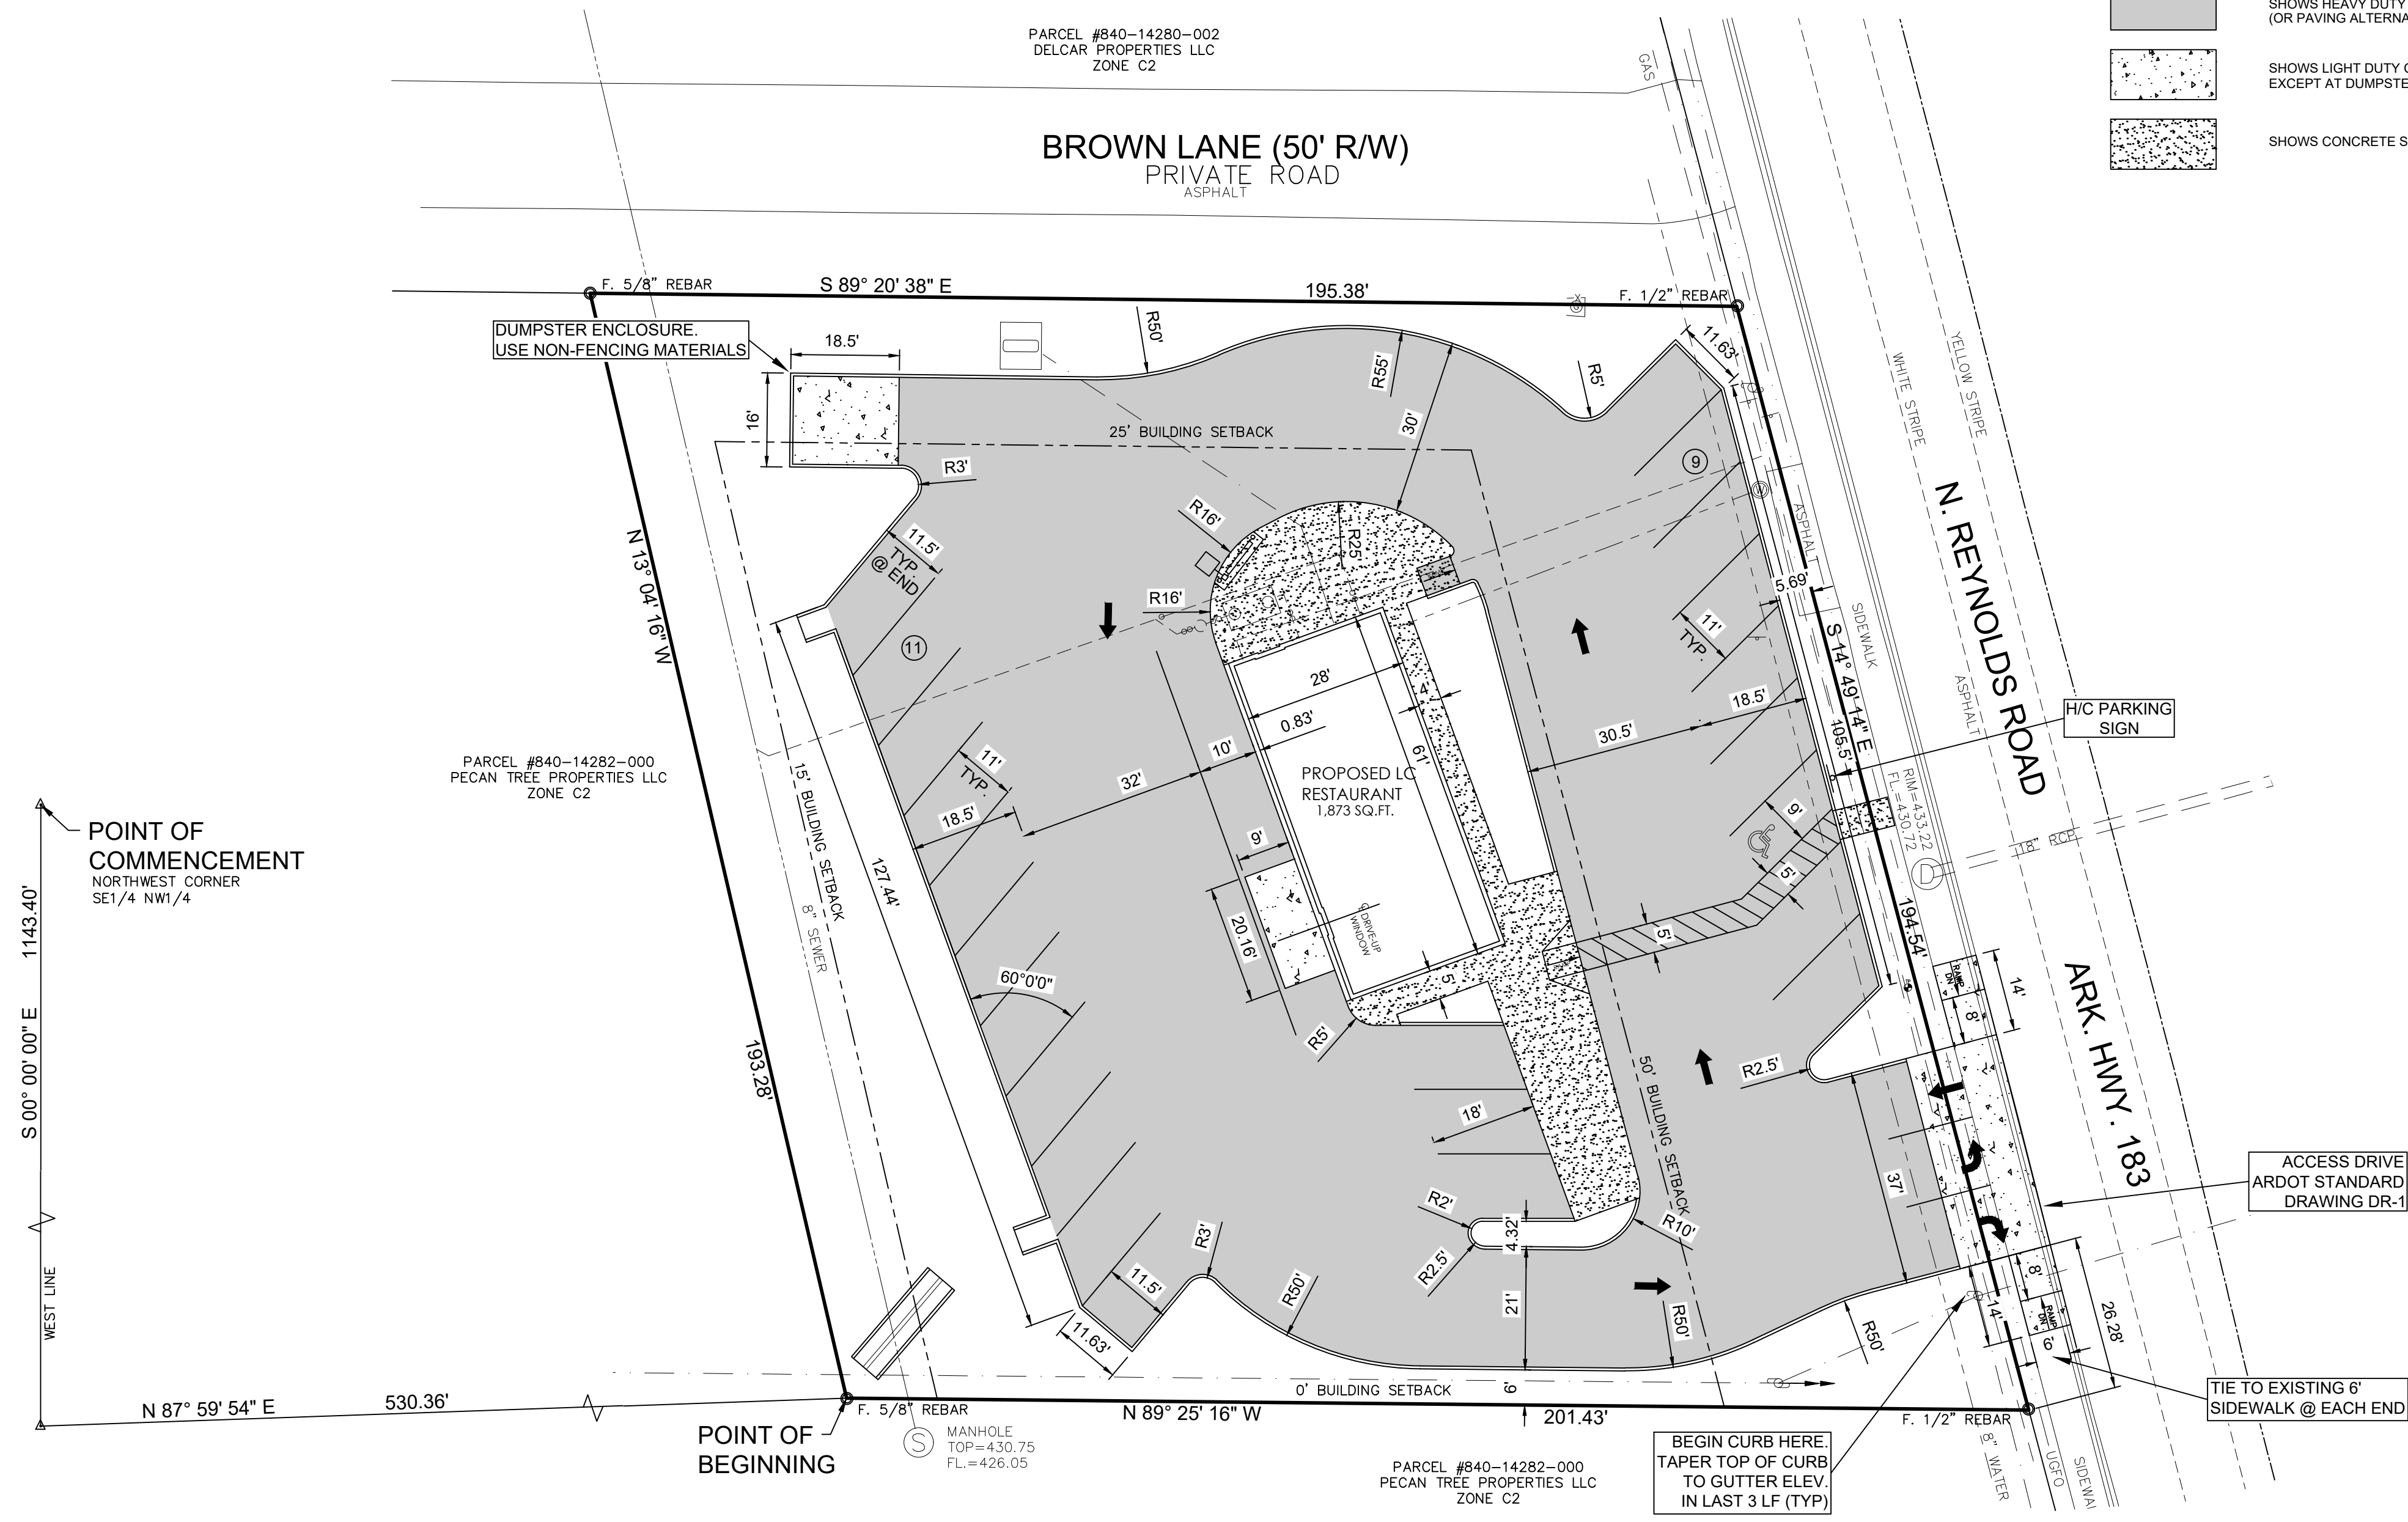 PARCEL #840-14280-002
DELCAR PROPERTIES LLC
ZONE C2
SHOWS HEAVY DUTY
(OR PAVING ALTERNA
SHOWS LIGHT DUTY
EXCEPT AT DUMPSTE
SHOWS CONCRETE S
GAS
BROWN LANE (50' R/W)
PRIVATE ROAD
ASPHALT
F. 5/8" REBAR
S 89° 20' 38" E
195.38'
F. 1/2" REBAR
DUMPSTER ENCLOSURE.
USE NON-FENCING MATERIALS
18.5'
16'
R50'
R55'
30'
R5'
11.63'
WHITE STRIPE
YELLOW STRIPE
25' BUILDING SETBACK
R3'
9
11.5'
TYP.
@ END
R16'
R25'
R16'
N 13° 04' 16" W
11
ASPHALT
5.69'
SIDEWALK
N. REYNOLDS ROAD
11'
TYP.
S 14° 49' 14" E
105.5'
ASPHALT
28'
0.83'
4'
61'
10'
32'
30.5'
18.5'
H/C PARKING
SIGN
PARCEL #840-14282-000
PECAN TREE PROPERTIES LLC
ZONE C2
15' BUILDING SETBACK
11'
TYP.
18.5'
PROPOSED LC
RESTAURANT
1,873 SQ.FT.
RIM=433.22
FL.=430.72
D
18" RCP
9'
5'
POINT OF
COMMENCEMENT
NORTHWEST CORNER
SE1/4 NW1/4
S 00° 00' 00" E
1143.40'
WEST LINE
127.44'
8" SEWER
9'
20.16'
DRIVE-UP
WINDOW
5'
5'
194.54'
60°0'0"
RAMP
DN
8'
14'
ARK. HWY. 183
R5'
193.28'
50' BUILDING SETBACK
R2.5'
18'
37'
ACCESS DRIVE
ARDOT STANDARD
DRAWING DR-1
R2'
4.32'
R10'
R2.5'
R3'
11.5'
R50'
21'
R50'
R50'
11.63'
14'
8'
RAMP
DN
6'
26.28'
0' BUILDING SETBACK
6'
TIE TO EXISTING 6'
SIDEWALK @ EACH END
N 87° 59' 54" E
530.36'
F. 5/8" REBAR
N 89° 25' 16" W
201.43'
F. 1/2" REBAR
POINT OF
BEGINNING
S
MANHOLE
TOP=430.75
FL.=426.05
PARCEL #840-14282-000
PECAN TREE PROPERTIES LLC
ZONE C2
BEGIN CURB HERE.
TAPER TOP OF CURB
TO GUTTER ELEV.
IN LAST 3 LF (TYP)
8" WATER
UGFO
SIDEWAL